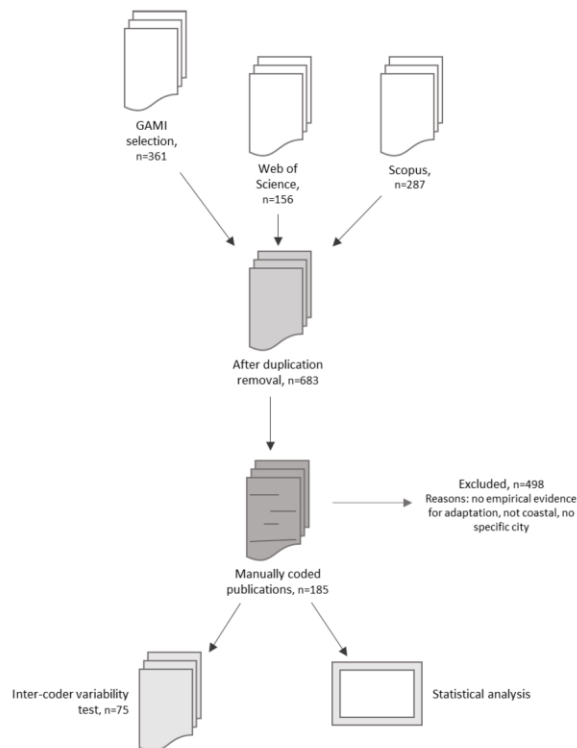 GAMI
selection,
n=361
Web of
Science,
n=156
Scopus,
n=287
After duplication
removal, n=683
Excluded, n=498
Reasons: no empirical evidence
for adaptation, not coastal, no
specific city
Manually coded
publications, n=185
Inter-coder variability
test, n=75
Statistical analysis